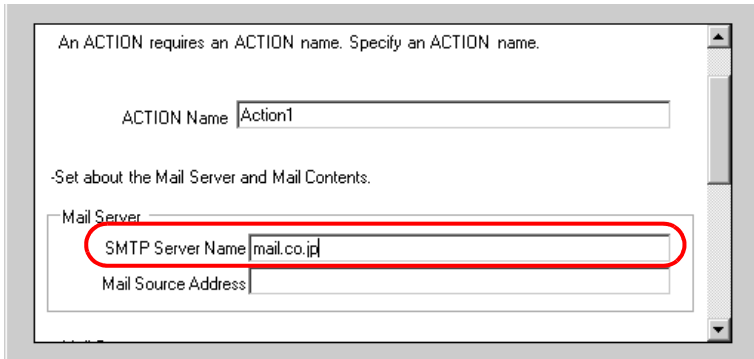 An ACTION requires an ACTION name. Specify an ACTION name.
ACTION Name Action1
-Set about the Mail Server and Mail Contents.
Mail Server
SMTP Server Name mail.co.jp
Mail Source Address